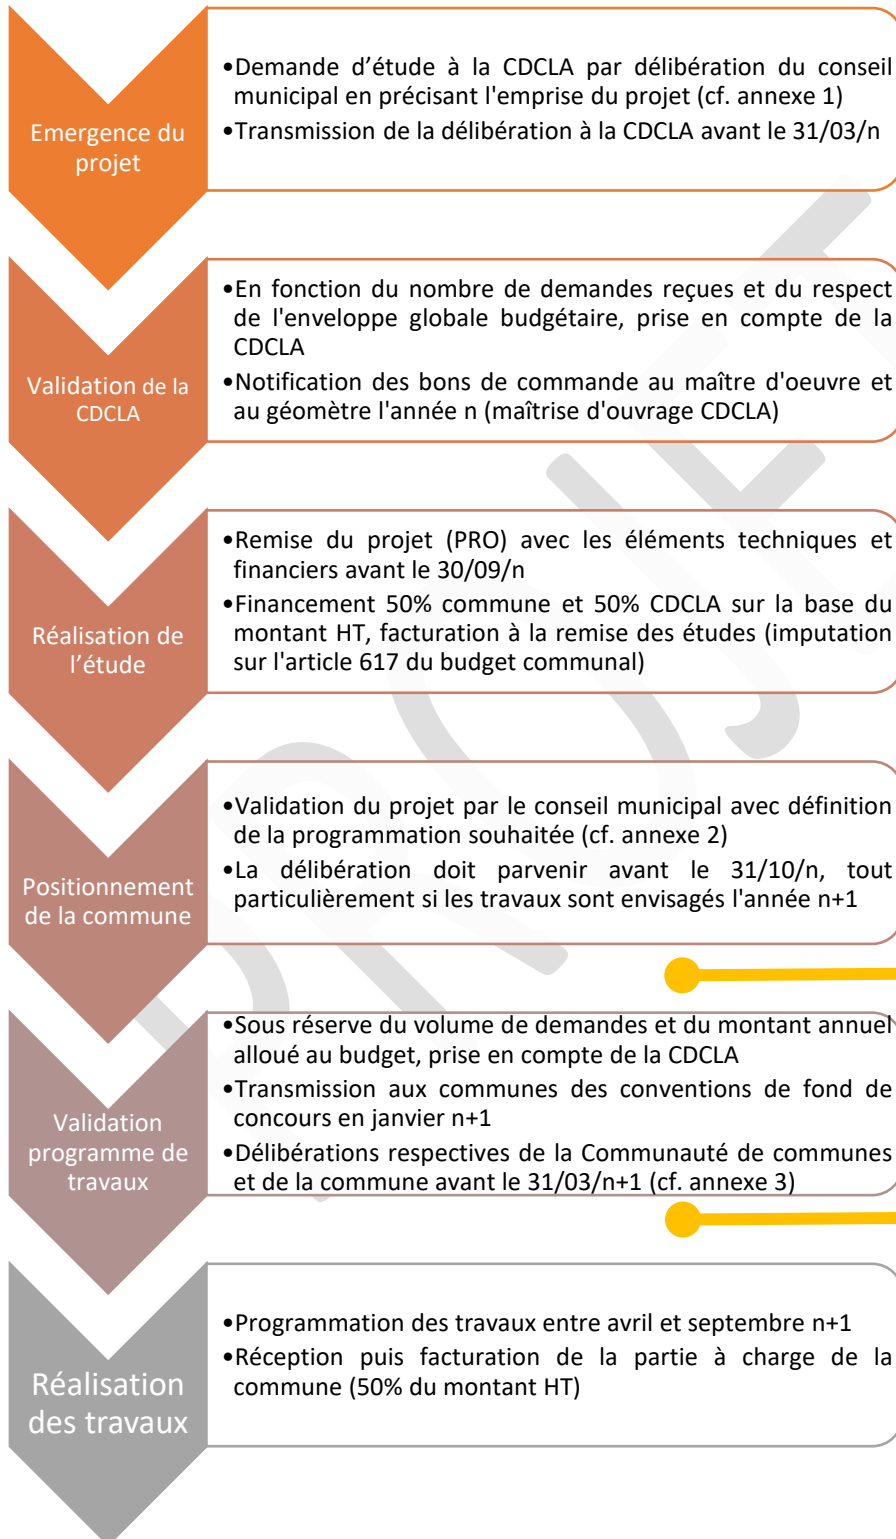 Emergence du
projet
•Demande d’étude à la CDCLA par délibération du conseil
municipal en précisant l'emprise du projet (cf. annexe 1)
•Transmission de la délibération à la CDCLA avant le 31/03/n
Validation de la
CDCLA
•En fonction du nombre de demandes reçues et du respect
de l'enveloppe globale budgétaire, prise en compte de la
CDCLA
•Notification des bons de commande au maître d'oeuvre et
au géomètre l'année n (maîtrise d'ouvrage CDCLA)
Réalisation de
l’étude
•Remise du projet (PRO) avec les éléments techniques et
financiers avant le 30/09/n
•Financement 50% commune et 50% CDCLA sur la base du
montant HT, facturation à la remise des études (imputation
sur l'article 617 du budget communal)
Positionnement
de la commune
•Validation du projet par le conseil municipal avec définition
de la programmation souhaitée (cf. annexe 2)
•La délibération doit parvenir avant le 31/10/n, tout
particulièrement si les travaux sont envisagés l'année n+1
Validation
programme de
travaux
•Sous réserve du volume de demandes et du montant annuel
alloué au budget, prise en compte de la CDCLA
•Transmission aux communes des conventions de fond de
concours en janvier n+1
•Délibérations respectives de la Communauté de communes
et de la commune avant le 31/03/n+1 (cf. annexe 3)
Réalisation
des travaux
•Programmation des travaux entre avril et septembre n+1
•Réception puis facturation de la partie à charge de la
commune (50% du montant HT)
PROJET